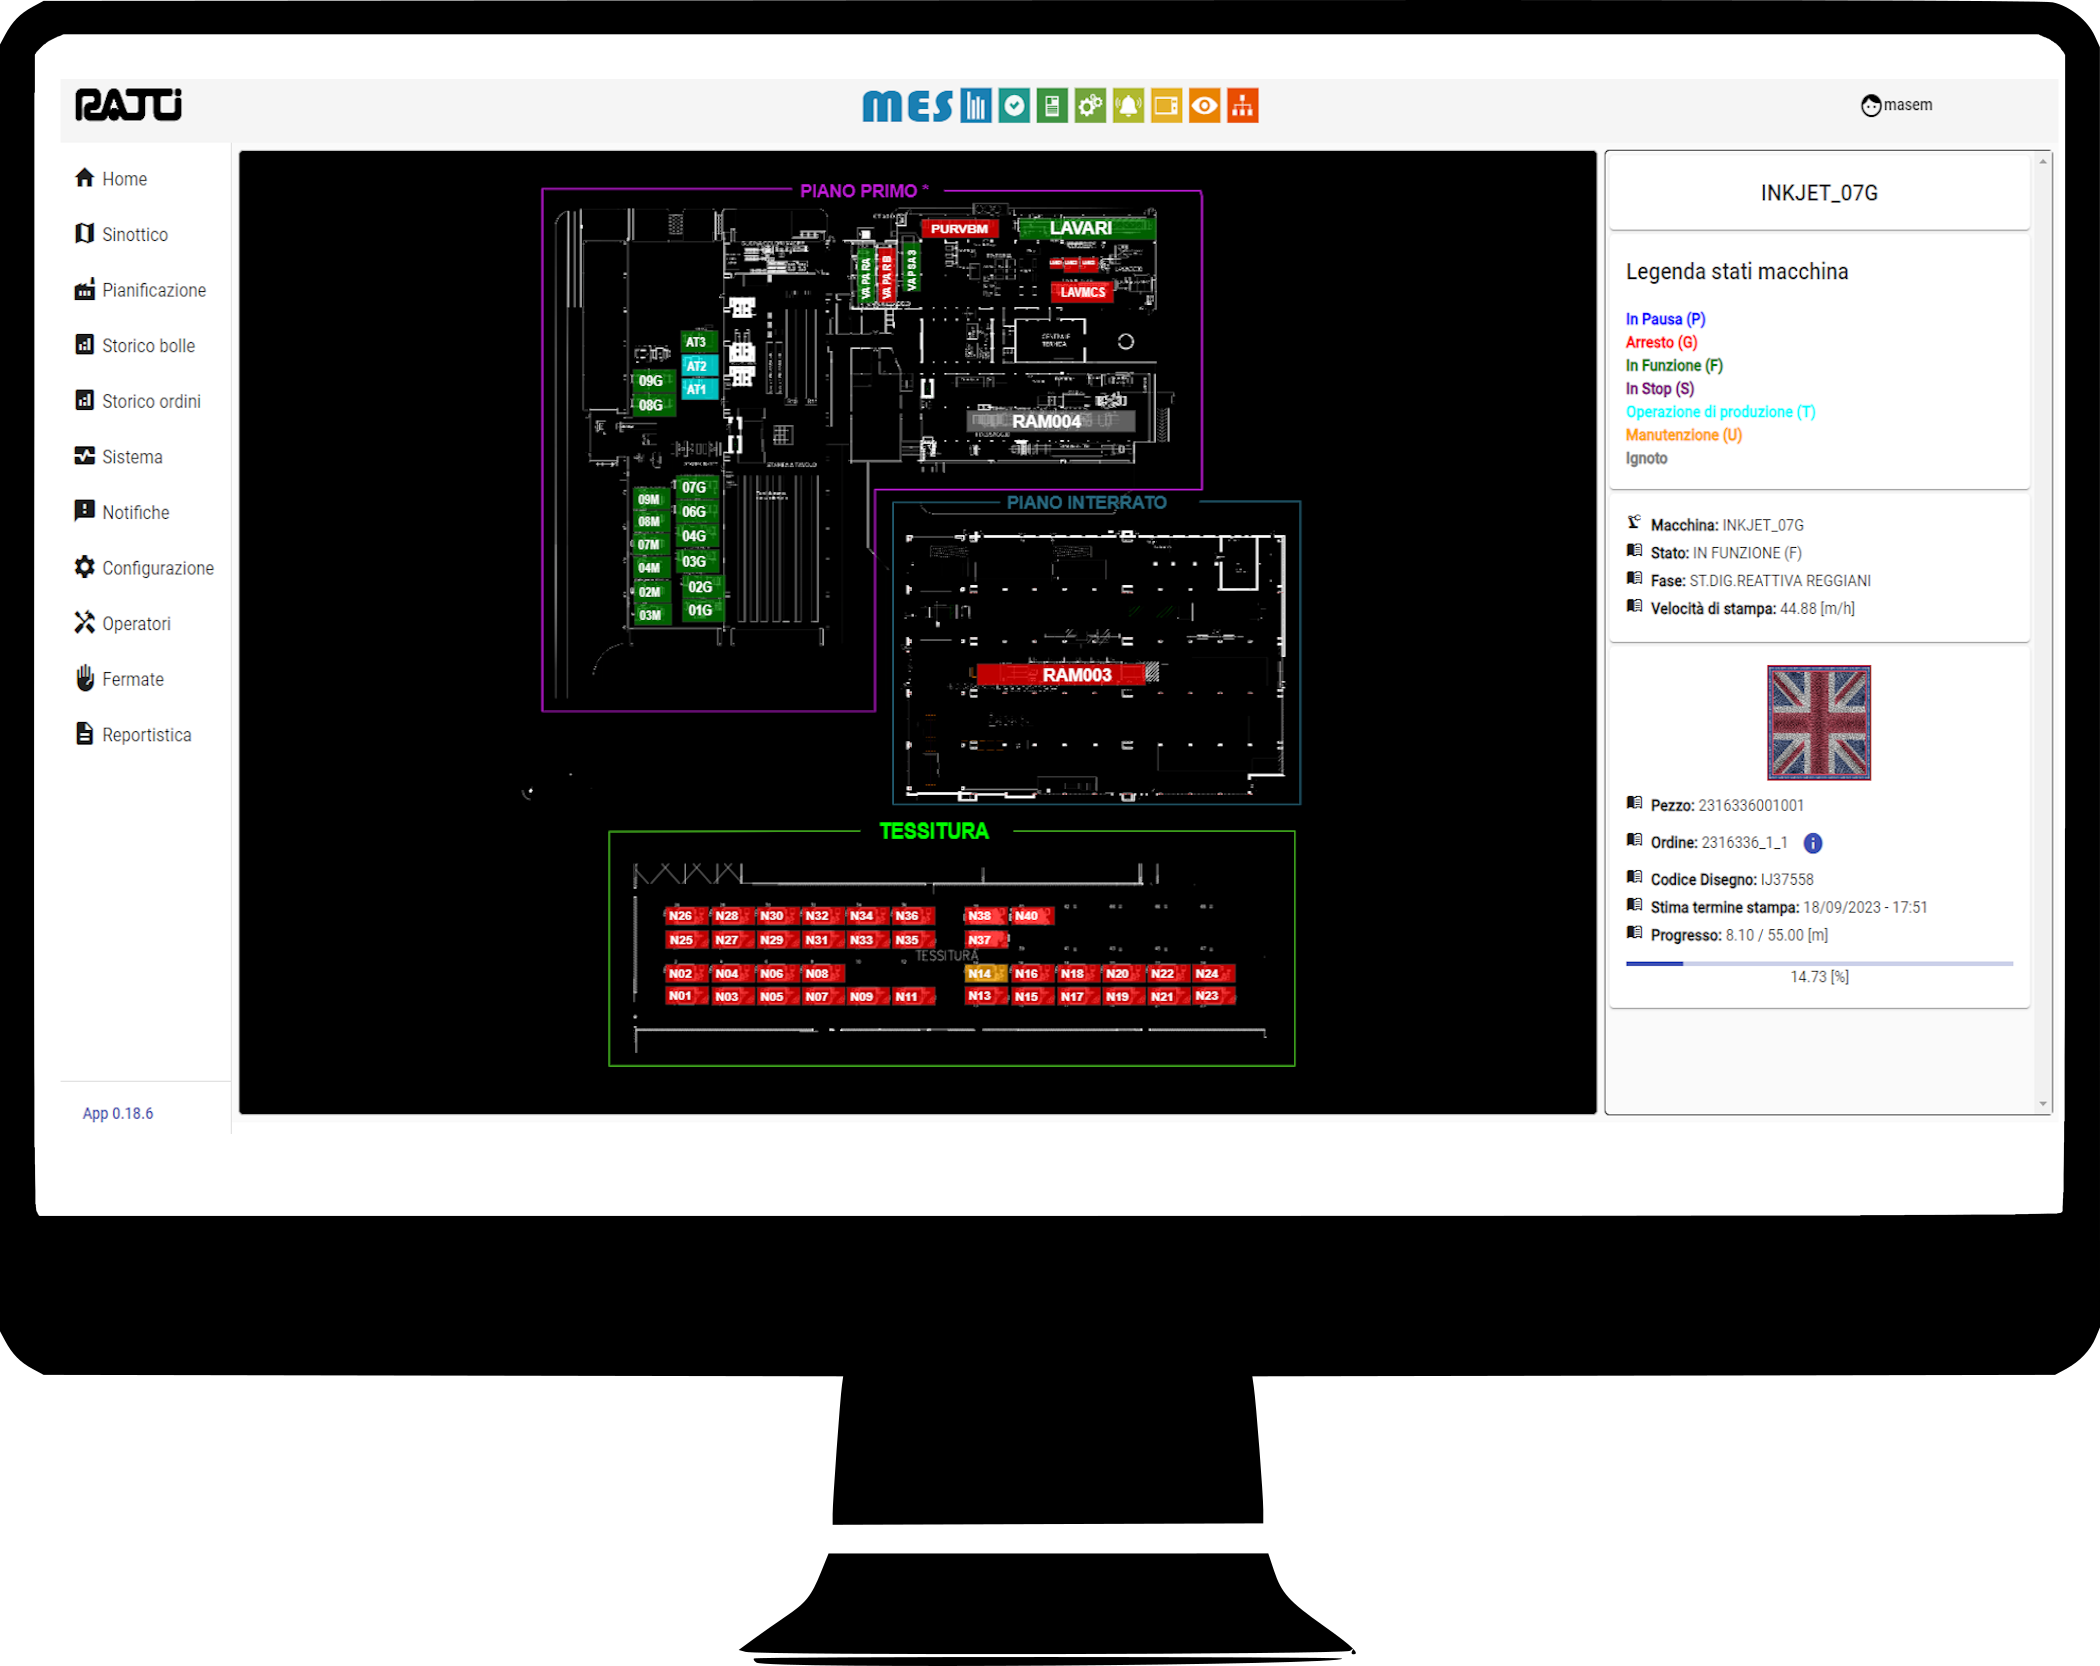 RATTI
MES
masem
Home
Sinottico
Pianificazione
Storico bolle
Storico ordini
Sistema
Notifiche
Configurazione
Operatori
Fermate
Reportistica
App 0.18.6
PIANO PRIMO *
PURVBM
LAVARI
VAPARA
VAPARB
VAPSA3
LAVMCS
CENTRALE
TERMICA
AT3
AT2
AT1
09G
08G
RAM004
09M
08M
07M
04M
02M
03M
07G
06G
04G
03G
02G
01G
PIANO INTERRATO
RAM003
TESSITURA
N26 N28 N30 N32 N34 N36 N38 N40
N25 N27 N29 N31 N33 N35 N37
TESSITURA
N02 N04 N06 N08 N14 N16 N18 N20 N22 N24
N01 N03 N05 N07 N09 N11 N13 N15 N17 N19 N21 N23
INKJET_07G
Legenda stati macchina
In Pausa (P)
Arresto (G)
In Funzione (F)
In Stop (S)
Operazione di produzione (T)
Manutenzione (U)
Ignoto
Macchina: INKJET_07G
Stato: IN FUNZIONE (F)
Fase: ST.DIG.REATTIVA REGGIANI
Velocità di stampa: 44.88 [m/h]
Pezzo: 2316336001001
Ordine: 2316336_1_1
Codice Disegno: IJ37558
Stima termine stampa: 18/09/2023 - 17:51
Progresso: 8.10 / 55.00 [m]
14.73 [%]